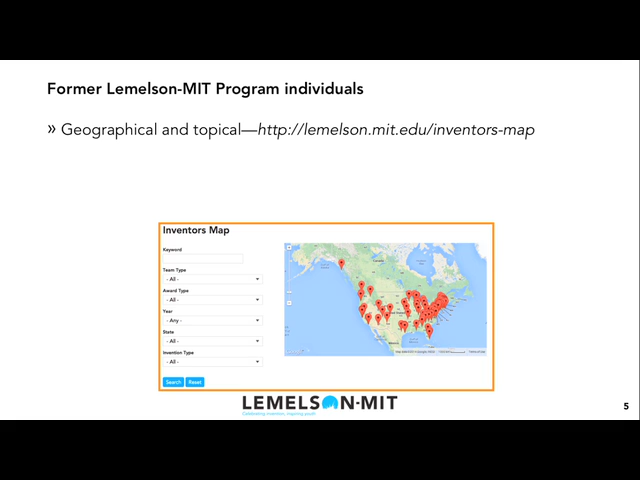 Former Lemelson-MIT Program individuals
» Geographical and topical—http://lemelson.mit.edu/inventors-map
Inventors Map
Keyword
Team Type
- All -
Award Type
- All -
Year
- Any -
State
- All -
Invention Type
- All -
Search Reset
LEMELSON-MIT
Celebrating invention, inspiring youth
5